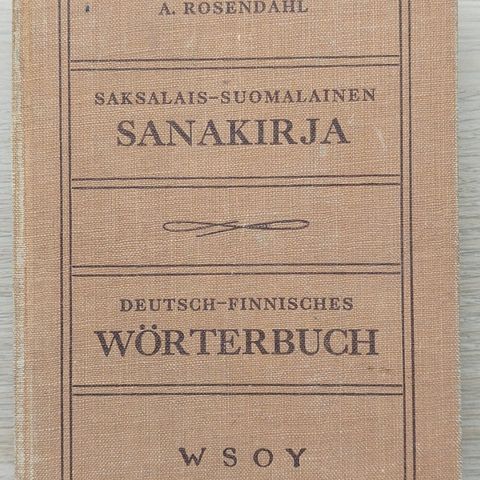 A. ROSENDAHL
SAKSALAIS-SUOMALAINEN
SANAKIRJA
DEUTSCH-FINNISCHES
WÖRTERBUCH
WSOY